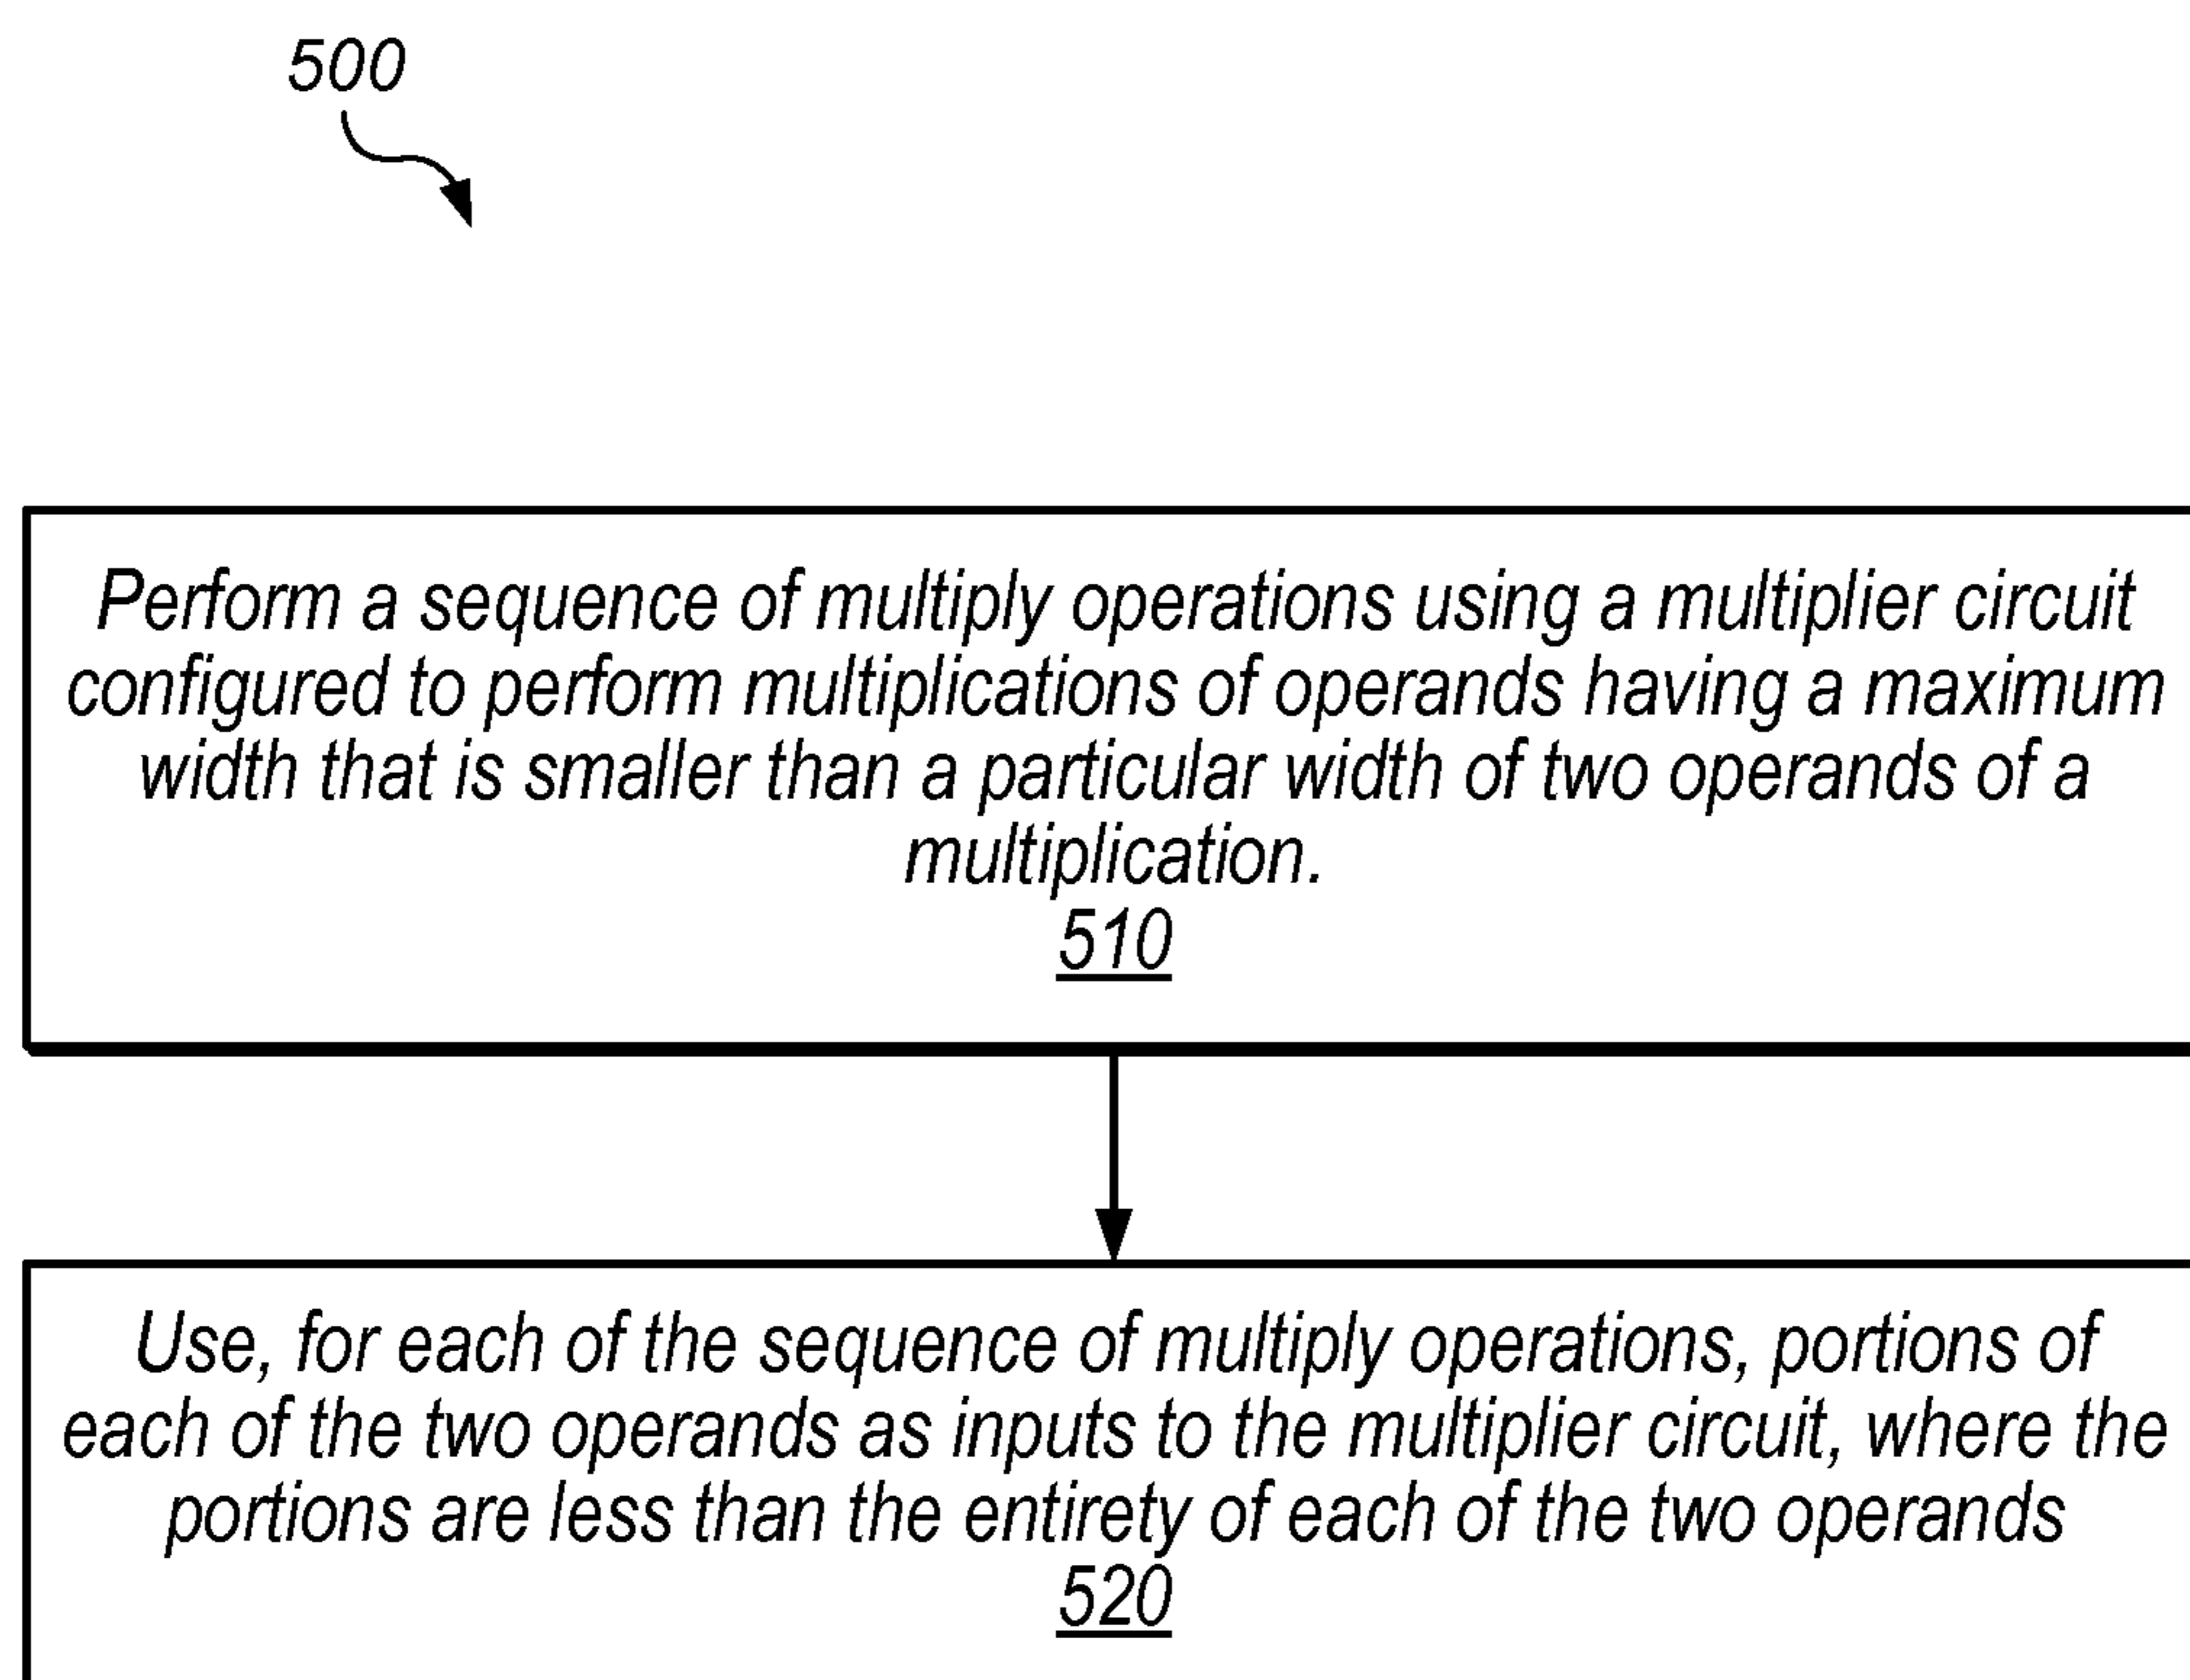 500
Perform a sequence of multiply operations using a multiplier circuit
configured to perform multiplications of operands having a maximum
width that is smaller than a particular width of two operands of a
multiplication.
510
Use, for each of the sequence of multiply operations, portions of
each of the two operands as inputs to the multiplier circuit, where the
portions are less than the entirety of each of the two operands
520